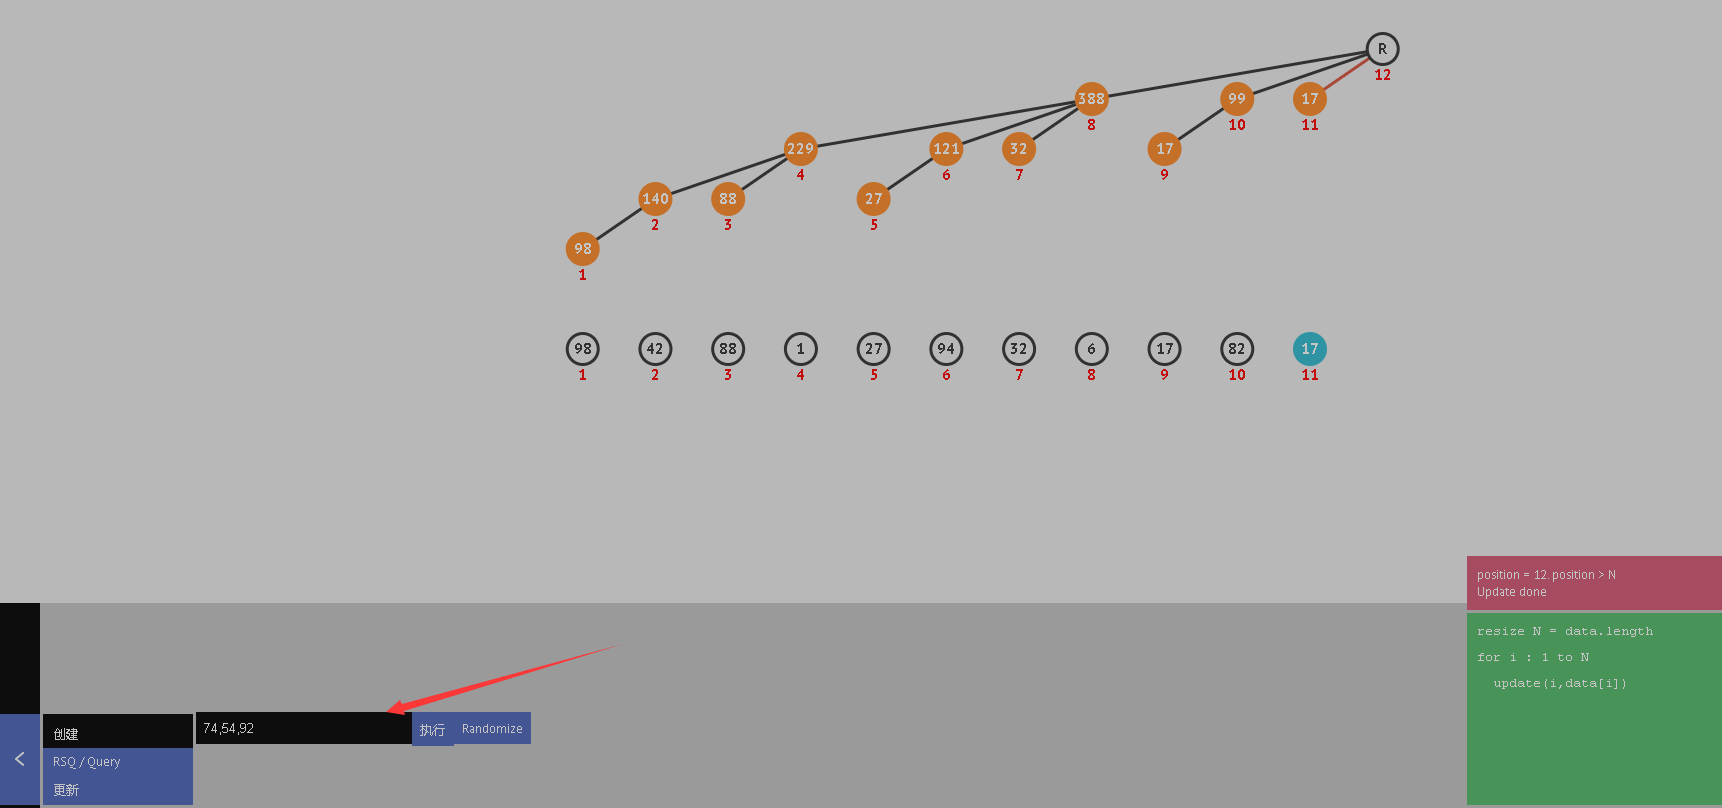 R
12
388
8
99
10
17
11
229
4
121
6
32
7
17
9
140
2
88
3
27
5
98
1
98 42 88 1 27 94 32 6 17 82 17
1 2 3 4 5 6 7 8 9 10 11
position = 12. position > N
Update done
resize N = data.length
for i : 1 to N
update(i,data[i])
创建
74,54,92
执行
Randomize
<
RSQ / Query
更新